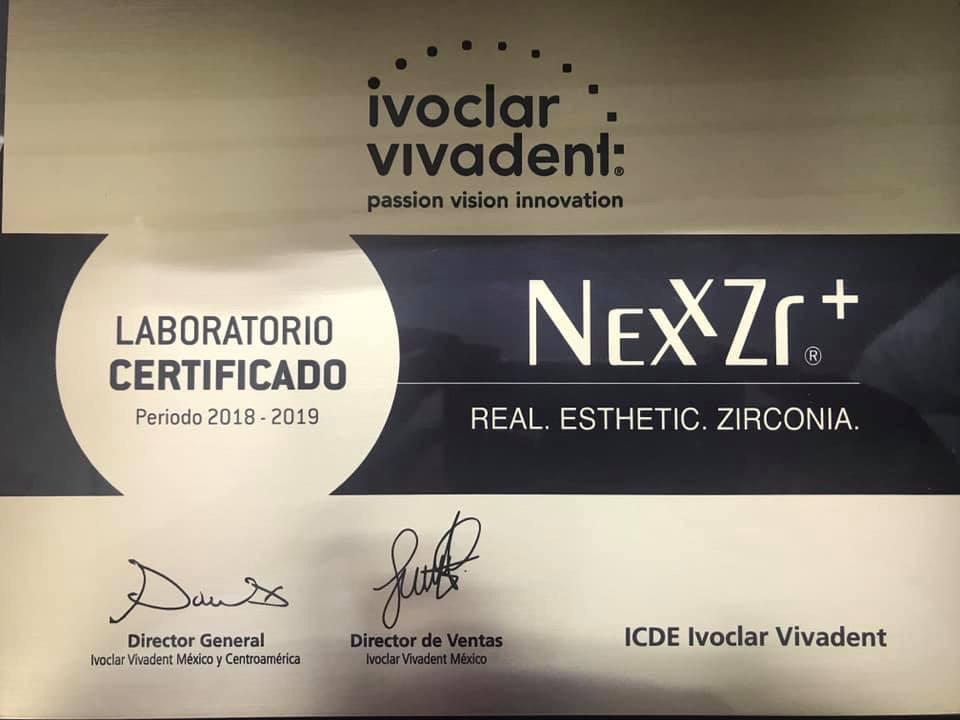 ivoclar
vivadent®
passion vision innovation
LABORATORIO
CERTIFICADO
Periodo 2018 - 2019
NexxZr+®
REAL. ESTHETIC. ZIRCONIA.
Director General
Ivoclar Vivadent México y Centroamérica
Director de Ventas
Ivoclar Vivadent México
ICDE Ivoclar Vivadent